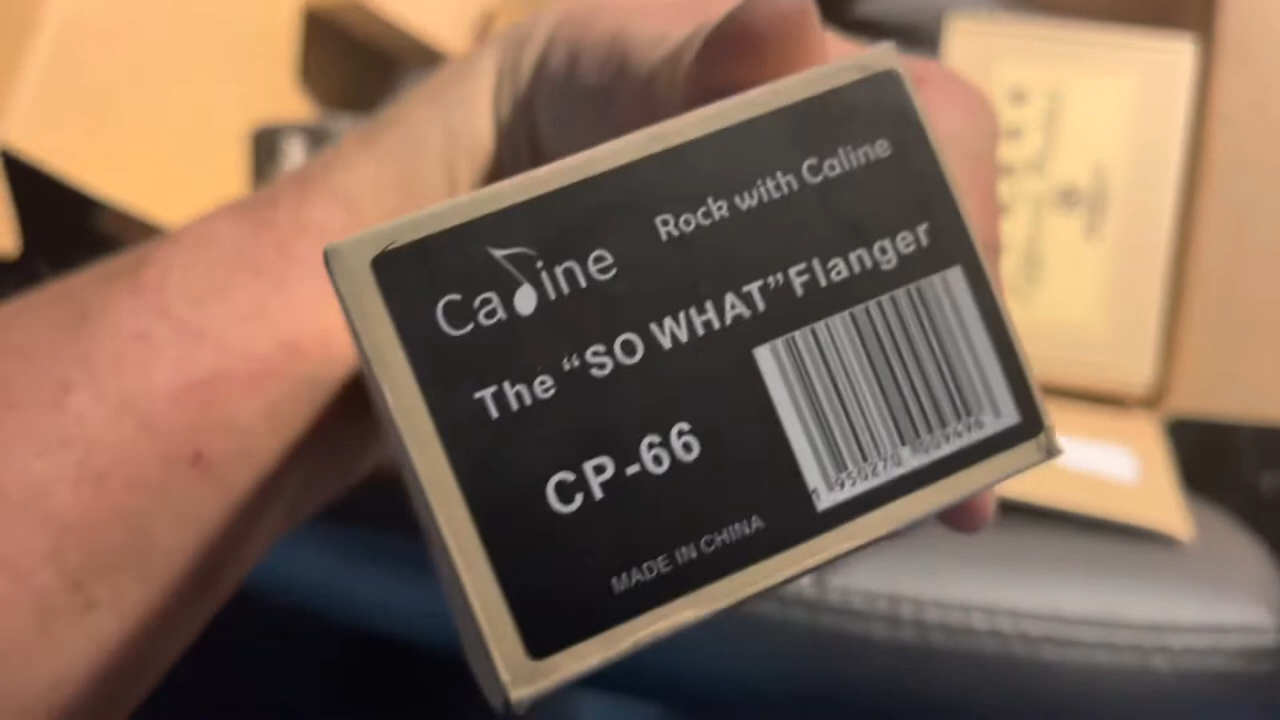 Caline
Rock with Caline
The “SO WHAT” Flanger
CP-66
MADE IN CHINA